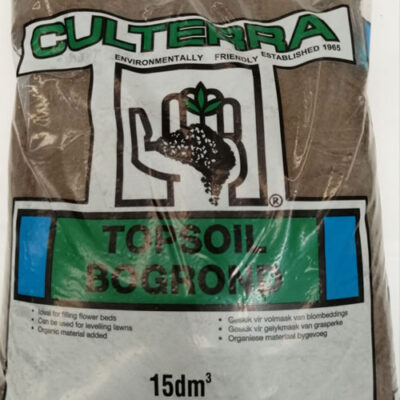 CULTERRA
ENVIRONMENTALLY FRIENDLY ESTABLISHED 1965
®
TOPSOIL
BOGROND
• Ideal for filling flower beds
• Can be used for levelling lawns
• Organic material added
• Geskik vir volmaak van blombeddings
• Geskik vir gelykmaak van grasperke
• Organiese materiaal bygevoeg
15dm³